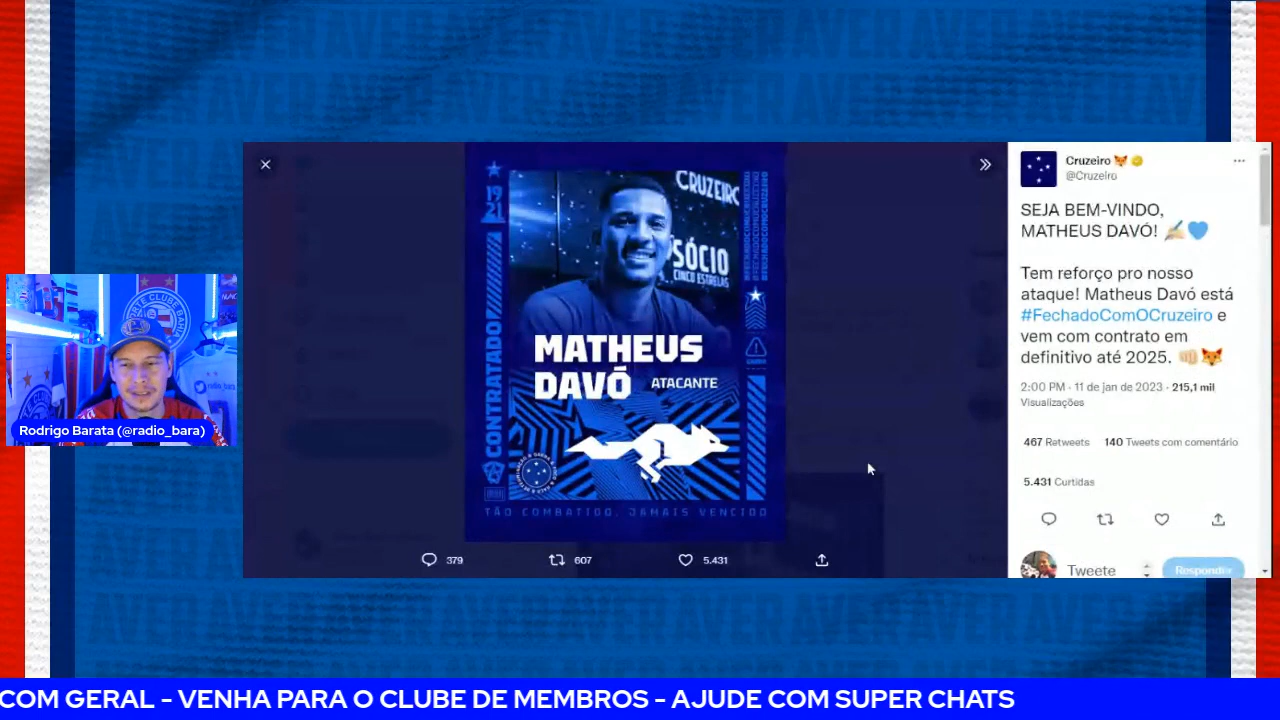 CRUZEIRO
SÓCIO
CINCO ESTRELAS
19
21
CONTRATADO
MATHEUS
DAVÓ ATACANTE
TÃO COMBATIDO, JAMAIS VENCIDO
379 607 5.431
Cruzeiro
@Cruzeiro
SEJA BEM-VINDO,
MATHEUS DAVÓ! ✍🏻💙
Tem reforço pro nosso
ataque! Matheus Davó está
#FechadoComOCruzeiro e
vem com contrato em
definitivo até 2025. 👊🏻🦊
2:00 PM · 11 de jan de 2023 · 215,1 mil
Visualizações
467 Retweets 140 Tweets com comentário
5.431 Curtidas
Tweete
Responder
Rodrigo Barata (@radio_bara)
COM GERAL - VENHA PARA O CLUBE DE MEMBROS - AJUDE COM SUPER CHATS